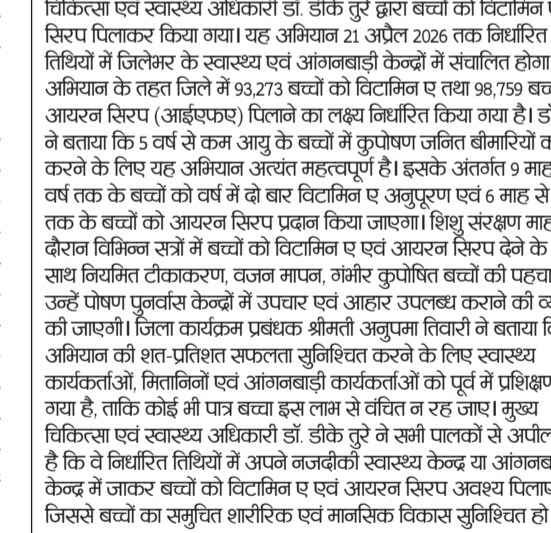 चिकित्सा एवं स्वास्थ्य अधिकारी डॉ. डीके तुरे द्वारा बच्चों को विटामिन
सिरप पिलाकर किया गया। यह अभियान 21 अप्रैल 2026 तक निर्धारित
तिथियों में जिलेभर के स्वास्थ्य एवं आंगनबाड़ी केन्द्रों में संचालित होगा
अभियान के तहत जिले में 93,273 बच्चों को विटामिन ए तथा 98,759
आयरन सिरप (आईएफए) पिलाने का लक्ष्य निर्धारित किया गया है।
ने बताया कि 5 वर्ष से कम आयु के बच्चों में कुपोषण जनित बीमारियों
करने के लिए यह अभियान अत्यंत महत्वपूर्ण है। इसके अंतर्गत 9 माह
वर्ष तक के बच्चों को वर्ष में दो बार विटामिन ए अनुपूरण एवं 6 माह से
तक के बच्चों को आयरन सिरप प्रदान किया जाएगा। शिशु संरक्षण माह
दौरान विभिन्न सत्रों में बच्चों को विटामिन ए एवं आयरन सिरप देने के
साथ नियमित टीकाकरण, वजन मापन, गंभीर कुपोषित बच्चों की
उन्हें पोषण पुनर्वास केन्द्रों में उपचार एवं आहार उपलब्ध कराने की
की जाएगी। जिला कार्यक्रम प्रबंधक श्रीमती अनुपमा तिवारी ने बताया
अभियान की शत-प्रतिशत सफलता सुनिश्चित करने के लिए स्वास्थ्य
कार्यकर्ताओं, मितानिनों एवं आंगनबाड़ी कार्यकर्ताओं को पूर्व में
गया है, ताकि कोई भी पात्र बच्चा इस लाभ से वंचित न रह जाए। मुख्य
चिकित्सा एवं स्वास्थ्य अधिकारी डॉ. डीके तुरे ने सभी पालकों से
है कि वे निर्धारित तिथियों में अपने नजदीकी स्वास्थ्य केन्द्र या
केन्द्र में जाकर बच्चों को विटामिन ए एवं आयरन सिरप अवश्य
जिससे बच्चों का समुचित शारीरिक एवं मानसिक विकास सुनिश्चित हो